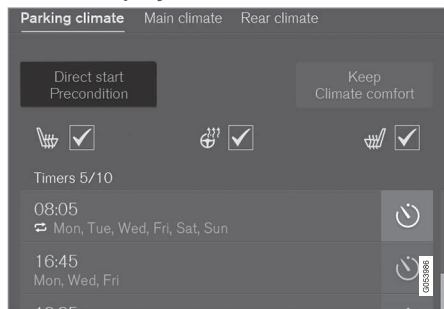 Parking climate Main climate Rear climate
Direct start
Precondition
Keep
Climate comfort
Timers 5/10
08:05
Mon, Tue, Wed, Fri, Sat, Sun
16:45
Mon, Wed, Fri
G053986